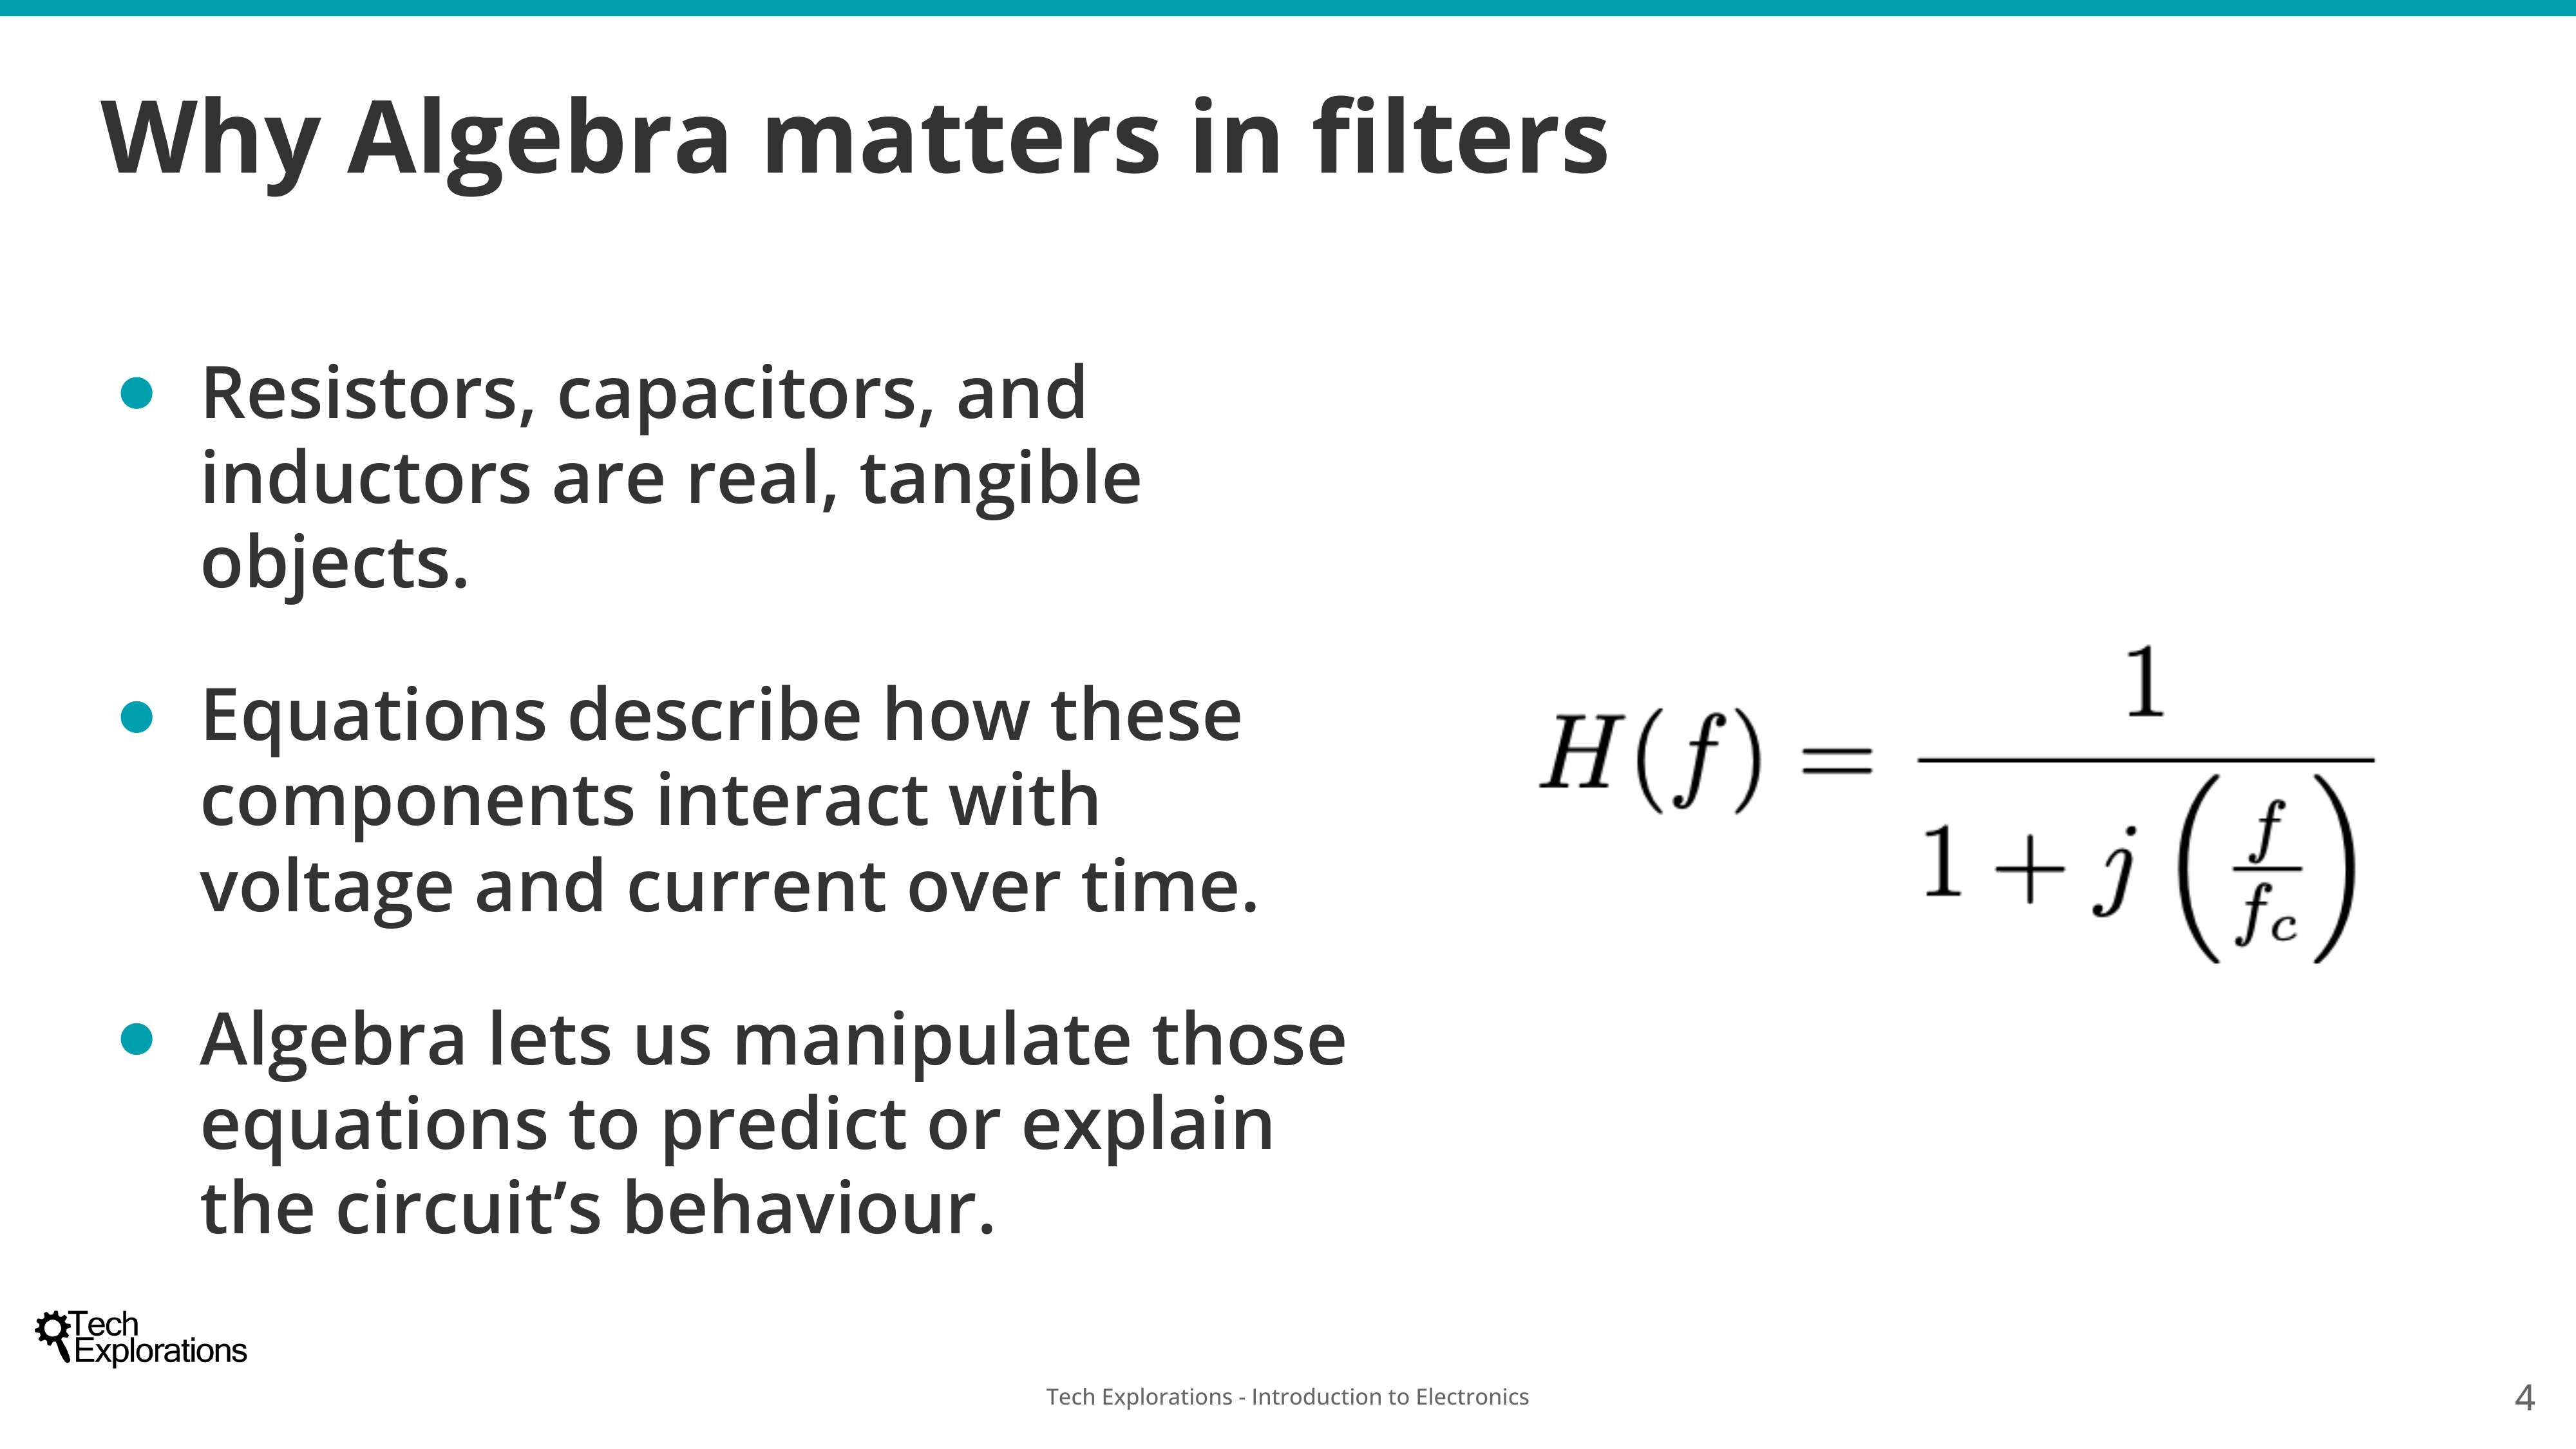 Why Algebra matters in filters
Resistors, capacitors, and
inductors are real, tangible
objects.
Equations describe how these
components interact with
voltage and current over time.
Algebra lets us manipulate those
equations to predict or explain
the circuit’s behaviour.
H(f) = \frac{1}{1 + j\left(\frac{f}{f_c}\right)}
Tech
Explorations
Tech Explorations - Introduction to Electronics
4